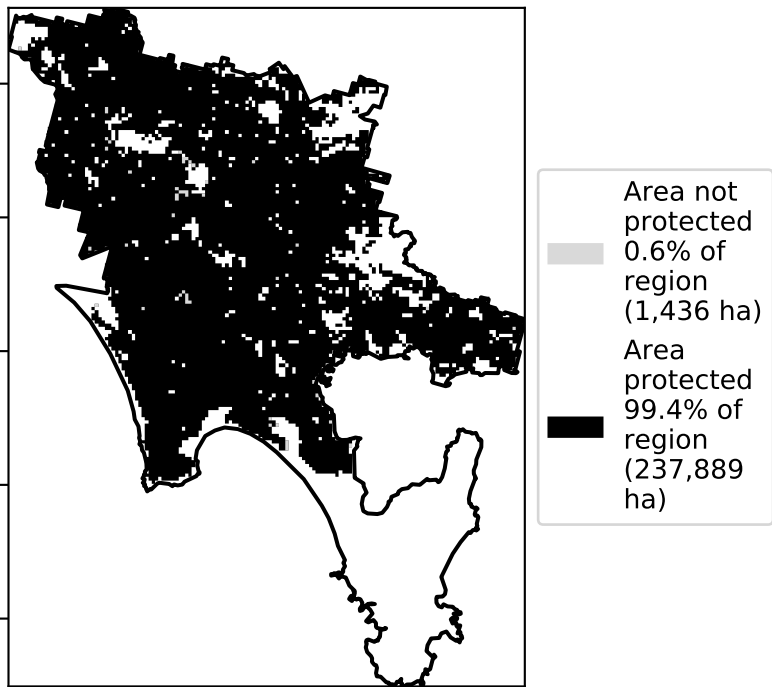 Area not
protected
0.6% of
region
(1,436 ha)
Area
protected
99.4% of
region
(237,889
ha)